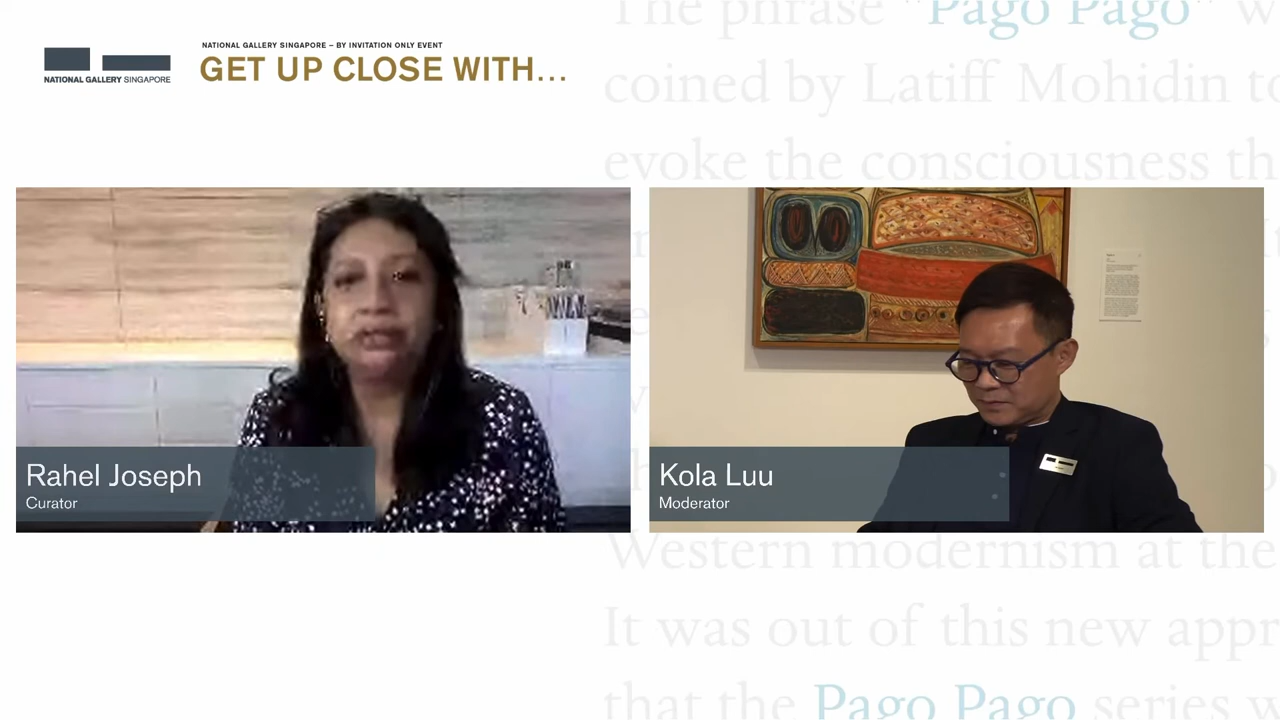 NATIONAL GALLERY SINGAPORE
NATIONAL GALLERY SINGAPORE – BY INVITATION ONLY EVENT
GET UP CLOSE WITH...
The phrase "Pago Pago" w
coined by Latiff Mohidin to
evoke the consciousness th
Rahel Joseph
Curator
Kola Luu
Moderator
Western modernism at the
It was out of this new appr
that the Pago Pago series w